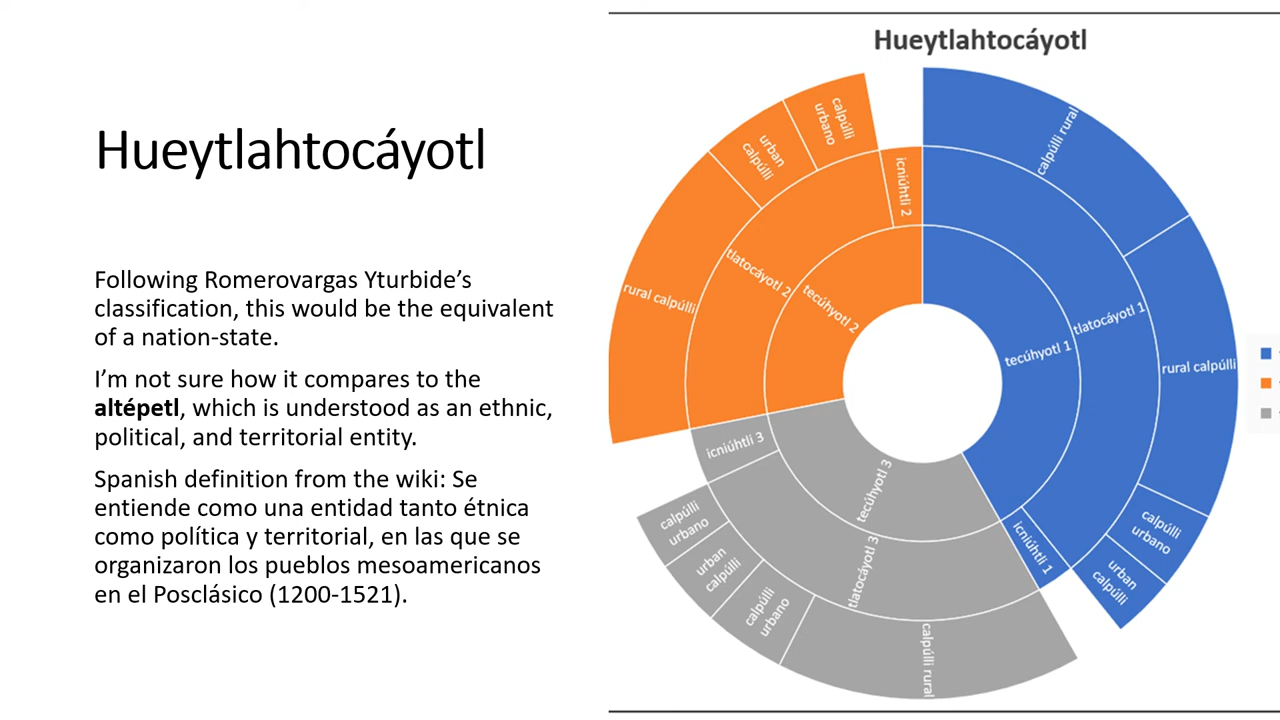 Hueytlahtocáyotl
Following Romerovargas Yturbide’s
classification, this would be the equivalent
of a nation-state.
I’m not sure how it compares to the
altépetl, which is understood as an ethnic,
political, and territorial entity.
Spanish definition from the wiki: Se
entiende como una entidad tanto étnica
como política y territorial, en las que se
organizaron los pueblos mesoamericanos
en el Posclásico (1200-1521).
Hueytlahtocáyotl
calpúlli rural
rural calpúlli
calpúlli
urbano
urban
calpúlli
tlatocáyotl 1
icniúhtli 1
tecúhyotl 1
calpúlli rural
calpúlli
urbano
urban
calpúlli
calpúlli
urbano
tlatocáyotl 3
icniúhtli 3
tecúhyotl 3
rural calpúlli
urban
calpúlli
calpúlli
urbano
tlatocáyotl 2
icniúhtli 2
tecúhyotl 2